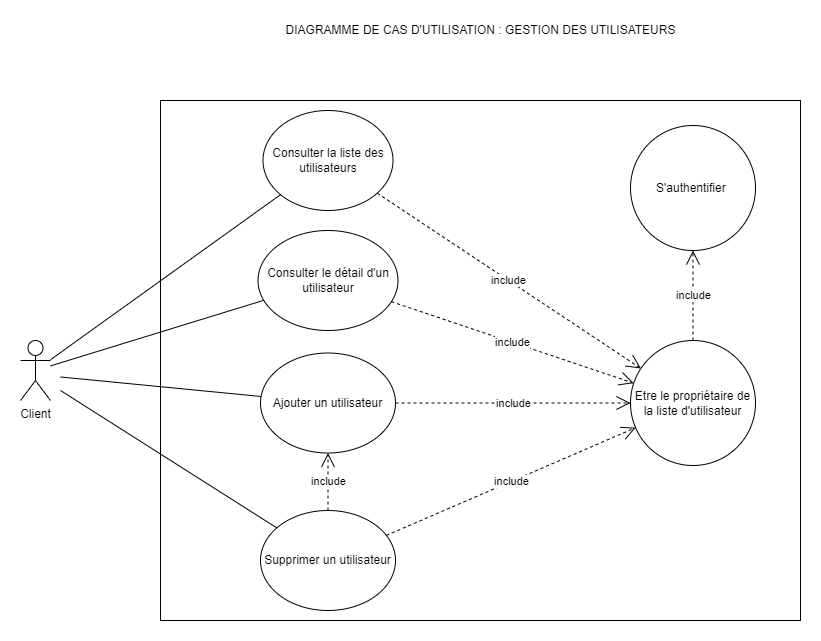 DIAGRAMME DE CAS D'UTILISATION : GESTION DES UTILISATEURS
Consulter la liste des
utilisateurs
S'authentifier
Consulter le détail d'un
utilisateur
include
include
include
Client
Ajouter un utilisateur
include
Etre le propriétaire de
la liste d'utilisateur
include
include
Supprimer un utilisateur